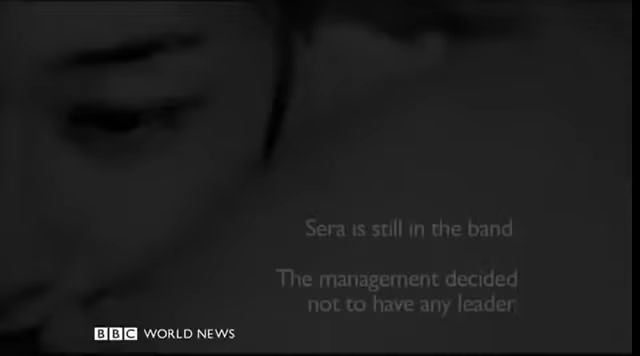 Sera is still in the band
The management decided
not to have any leader
BBC WORLD NEWS